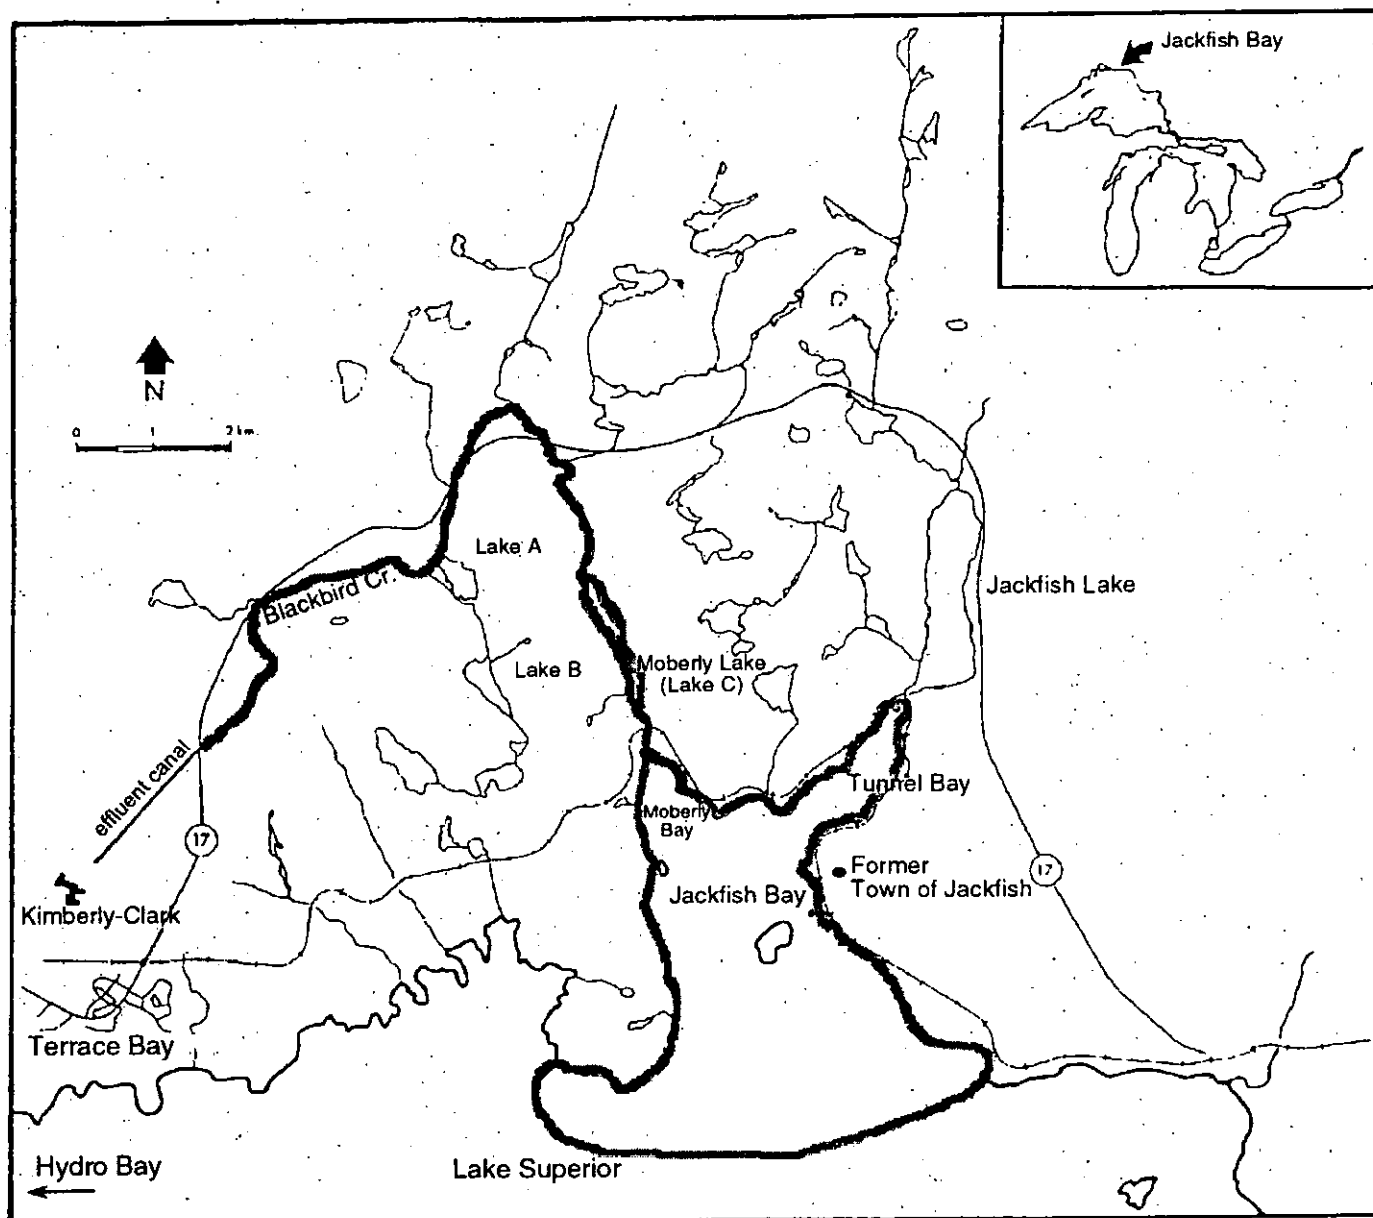 Jackfish Bay
N
0 1 2 km.
Lake A
Blackbird Cr.
Jackfish Lake
Lake B
Moberly Lake
(Lake C)
effluent canal
Tunnel Bay
Moberly
Bay
17
Former
Town of Jackfish
17
Jackfish Bay
Kimberly-Clark
Terrace Bay
Hydro Bay
Lake Superior